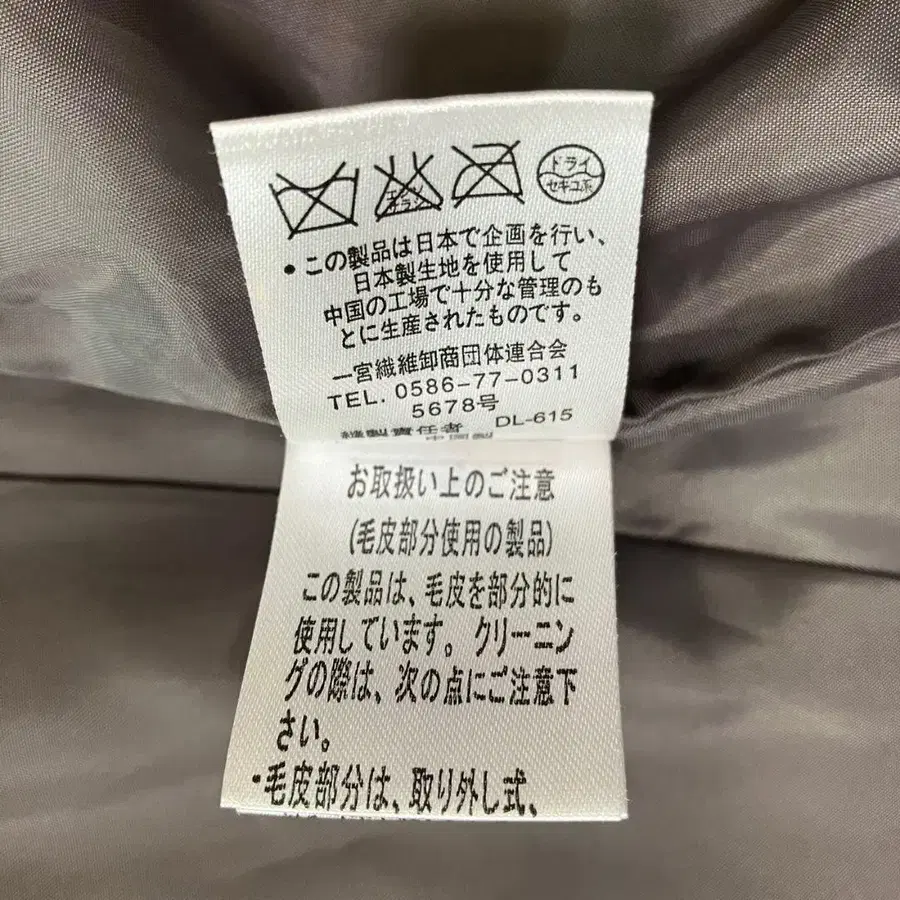 エンソ
サラシ
ドライ
セキユ系
・この製品は日本で企画を行い、
日本製生地を使用して
中国の工場で十分な管理のも
とに生産されたものです。
一宮繊維卸商団体連合会
TEL. 0586-77-0311
5678号
縫製責任者 DL-615
中国製
お取扱い上のご注意
(毛皮部分使用の製品)
この製品は、毛皮を部分的に
使用しています。クリーニン
グの際は、次の点にご注意下
さい。
・毛皮部分は、取り外し式、